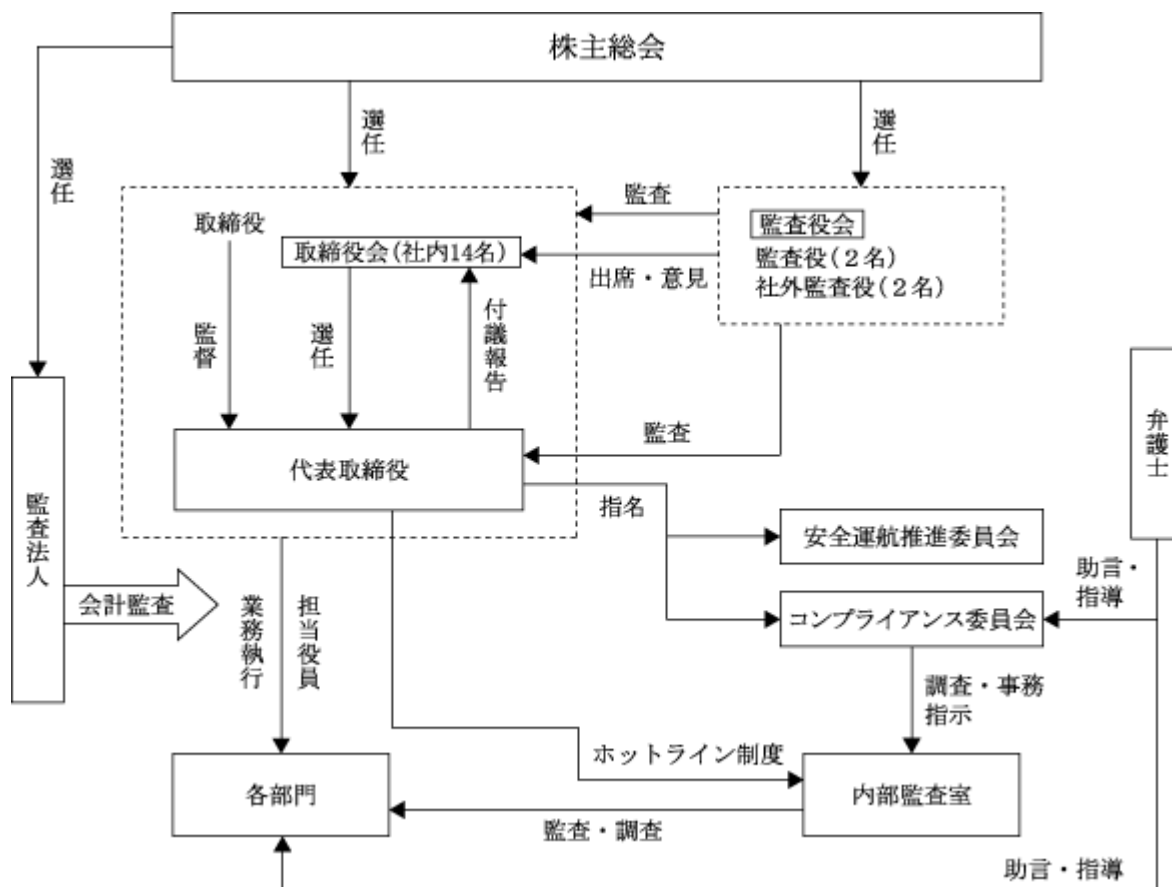 株主総会
選任
選任
選任
監査
取締役
取締役会(社内14名)
監査役会
監査役(2名)
社外監査役(2名)
出席・意見
監督
選任
付議報告
監査
弁護士
代表取締役
指名
監査法人
安全運航推進委員会
助言・
指導
会計監査
コンプライアンス委員会
業務執行
担当役員
調査・事務
指示
ホットライン制度
各部門
内部監査室
監査・調査
助言・指導